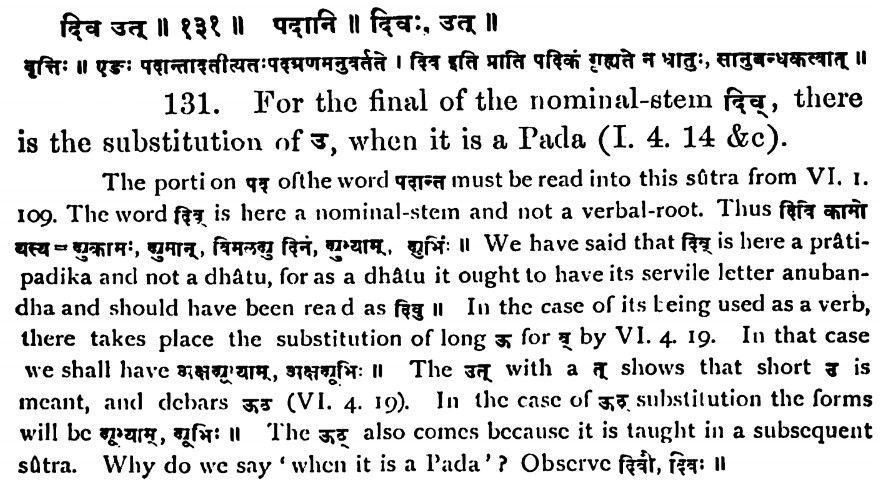 दिव उत् ॥ १३१ ॥ पदानि ॥ दिवः, उत् ॥
वृत्तिः ॥ एङः पदान्तादतीत्यतःपदग्रहणमनुवर्तते । दिव इति प्राति पदिकं गृह्यते न धातुः, सानुबन्धकत्वात् ॥
131. For the final of the nominal-stem दिव्, there
is the substitution of उ, when it is a Pada (I. 4. 14 &c).
The porti on पद ofthe word पदान्त must be read into this sûtra from VI. 1.
109. The word दिव् is here a nominal-stem and not a verbal-root. Thus दिवि कामो
यस्य = द्युकामः, द्युमान्, विमलद्यु दिनं, द्युभ्याम्, द्युभिः ॥ We have said that दिव् is here a prâti-
padika and not a dhâtu, for as a dhâtu it ought to have its servile letter anuban-
dha and should have been read as दिवु ॥ In the case of its being used as a verb,
there takes place the substitution of long ऊ for व् by VI. 4. 19. In that case
we shall have अक्षद्यूभ्याम्, अक्षद्यूभिः ॥ The उत् with a त् shows that short उ is
meant, and debars ऊठ (VI. 4. 19). In the case of ऊठ् substitution the forms
will be द्यूभ्याम्, द्यूभिः ॥ The ऊठ् also comes because it is taught in a subsequent
sûtra. Why do we say ‘when it is a Pada’? Observe दिवौ, दिवः ॥